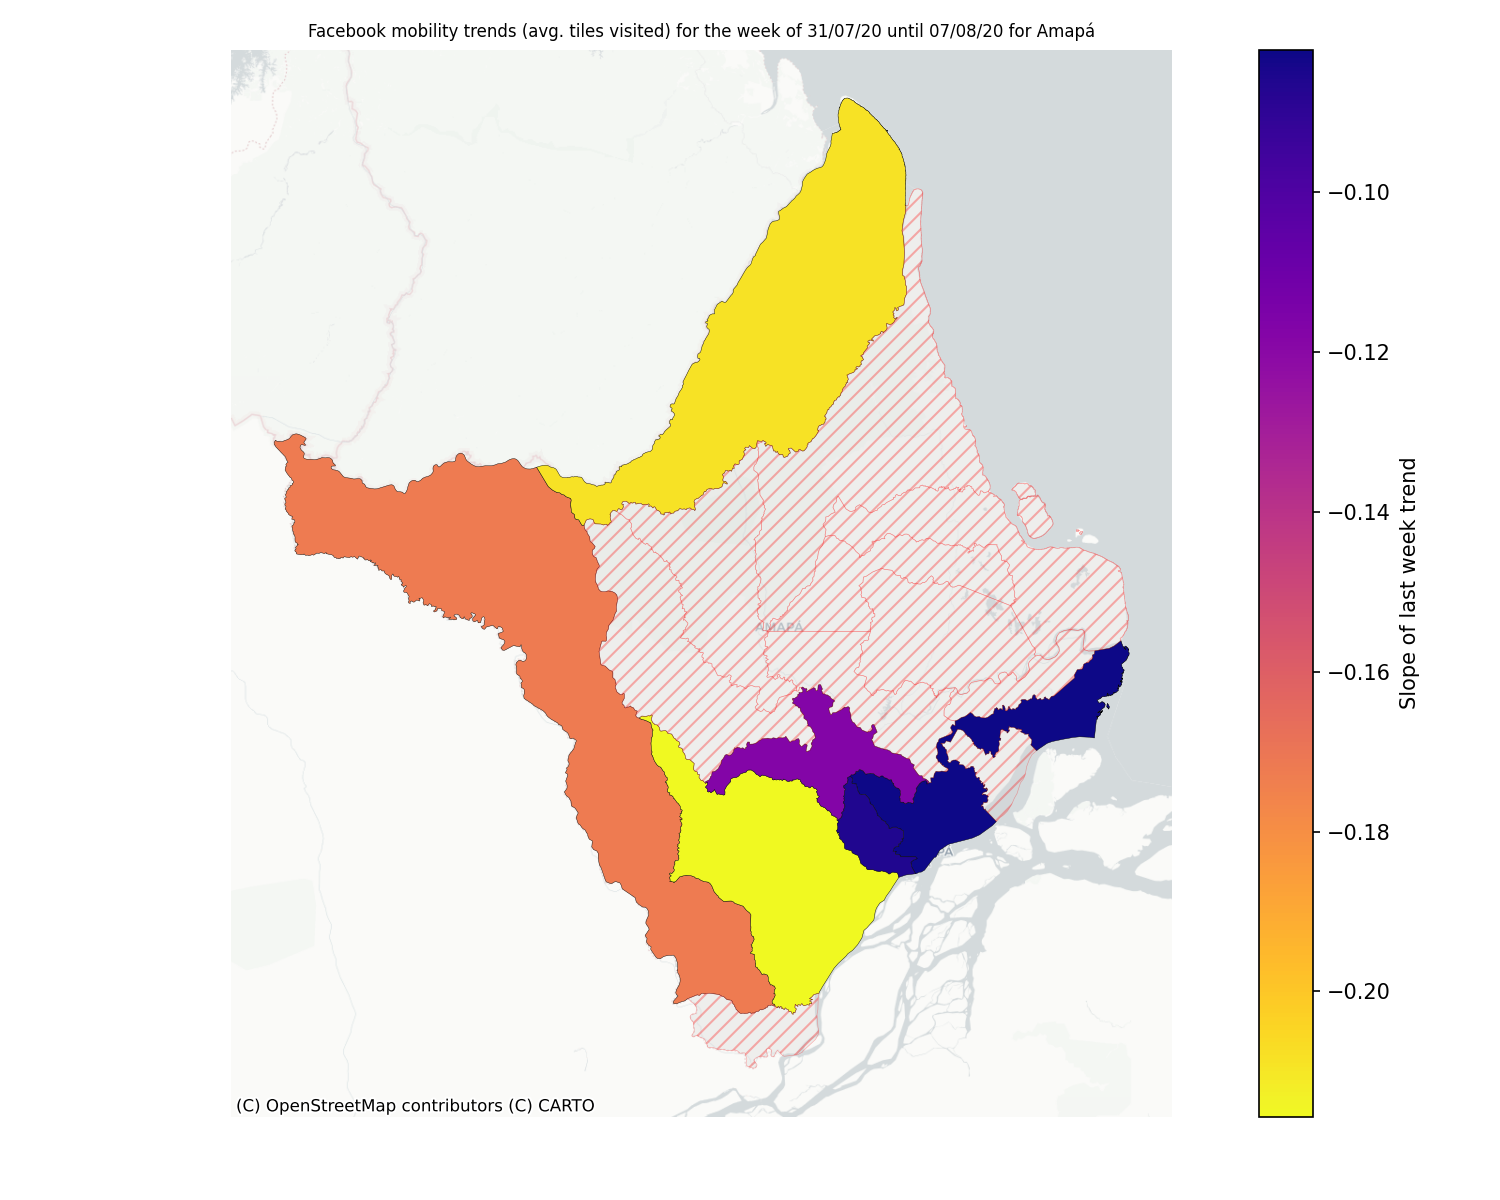 Facebook mobility trends (avg. tiles visited) for the week of 31/07/20 until 07/08/20 for Amapá
−0.10
−0.12
−0.14
−0.16
−0.18
−0.20
Slope of last week trend
AMAPÁ
(C) OpenStreetMap contributors (C) CARTO